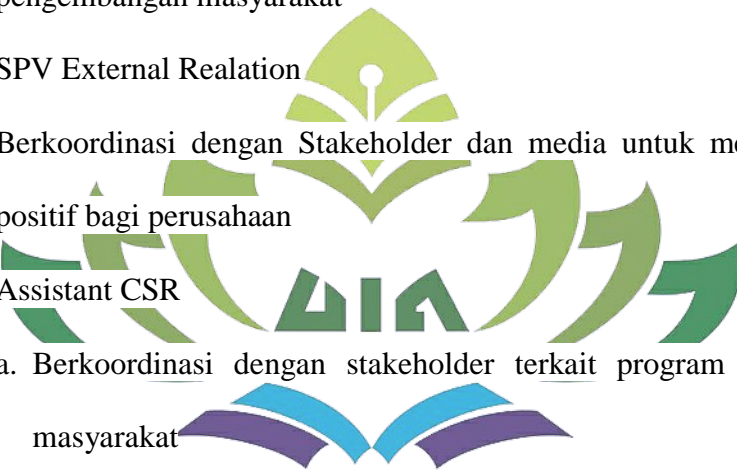 pengembangan masyarakat
SPV External Realation
Berkoordinasi dengan Stakeholder dan media untuk
positif bagi perusahaan
UIN
Assistant CSR
a. Berkoordinasi dengan stakeholder terkait program
masyarakat